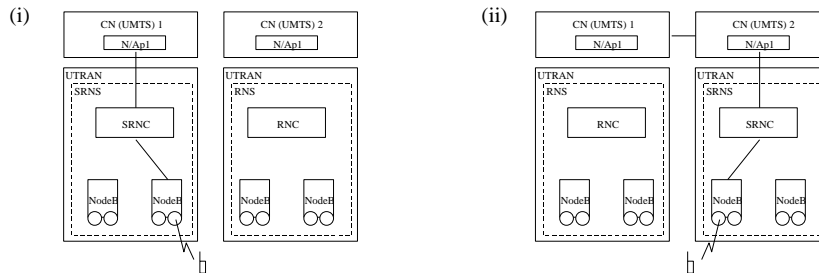 (i)
CN (UMTS) 1
N/Ap1
UTRAN
SRNS
SRNC
NodeB
NodeB
CN (UMTS) 2
N/Ap1
UTRAN
RNS
RNC
NodeB
NodeB
(ii)
CN (UMTS) 1
N/Ap1
UTRAN
RNS
RNC
NodeB
NodeB
CN (UMTS) 2
N/Ap1
UTRAN
SRNS
SRNC
NodeB
NodeB